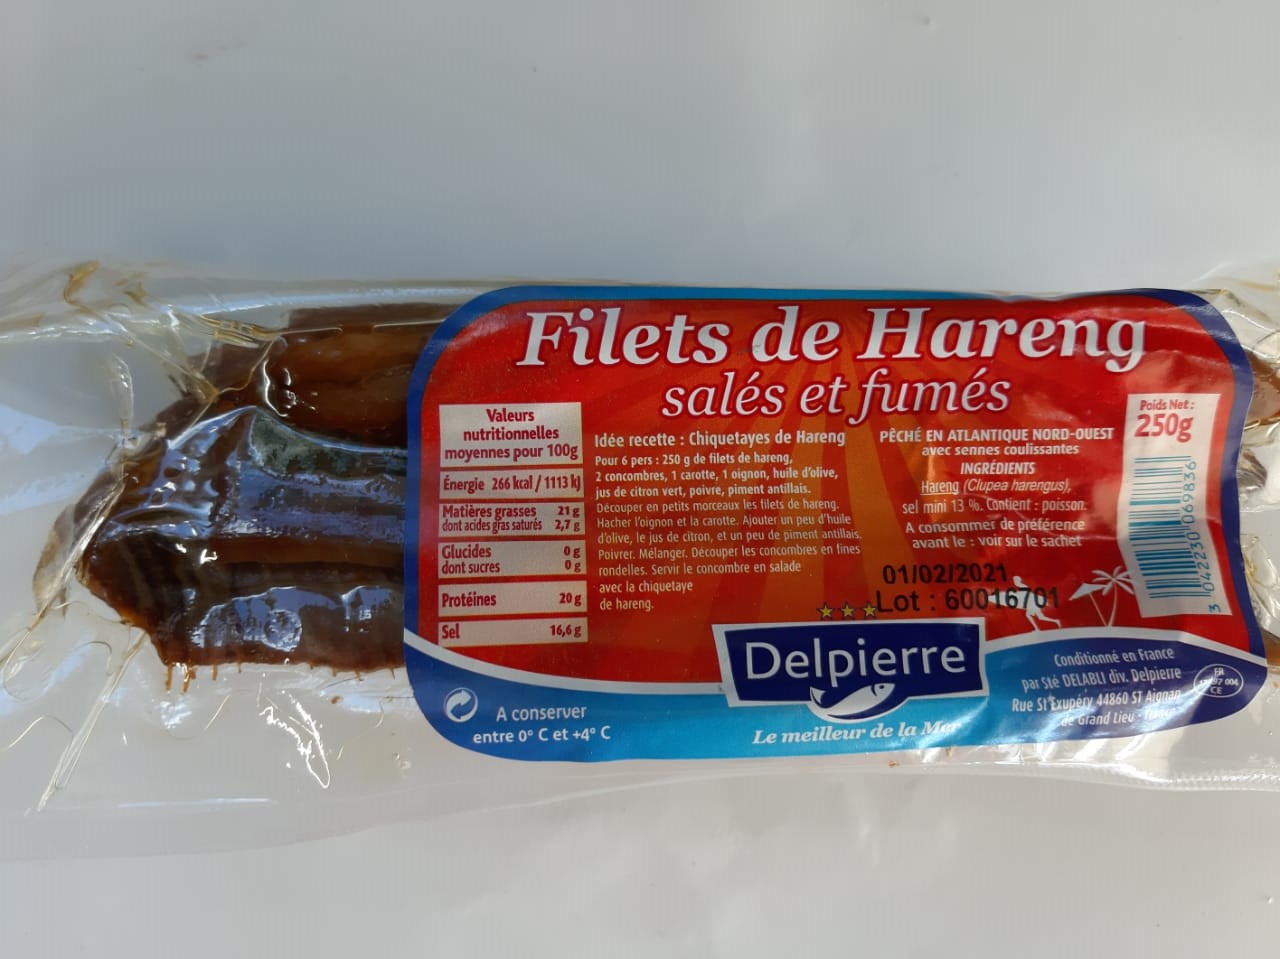 Filets de Hareng
salés et fumés
Valeurs
nutritionnelles
moyennes pour 100g
Énergie 266 kcal / 1113 kJ
Matières grasses 21 g
dont acides gras saturés 2,7 g
Glucides 0 g
dont sucres 0 g
Protéines 20 g
Sel 16,6 g
A conserver
entre 0° C et +4° C
Idée recette : Chiquetayes de Hareng
Pour 6 pers : 250 g de filets de hareng,
2 concombres, 1 carotte, 1 oignon, huile d'olive,
jus de citron vert, poivre, piment antillais.
Découper en petits morceaux les filets de hareng.
Hacher l'oignon et la carotte. Ajouter un peu d'huile
d'olive, le jus de citron, et un peu de piment antillais.
Poivrer. Mélanger. Découper les concombres en fines
rondelles. Servir le concombre en salade
avec la chiquetaye
de hareng.
PÊCHÉ EN ATLANTIQUE NORD-OUEST
avec sennes coulissantes
INGRÉDIENTS
Hareng (Clupea harengus),
sel mini 13 %. Contient : poisson.
A consommer de préférence
avant le : voir sur le sachet
01/02/2021
Lot : 60016701
Poids Net :
250g
3 042230 069836
Delpierre
Le meilleur de la Mer
Conditionné en France
par Sté DELABLI div. Delpierre
Rue St Exupéry 44860 ST Aignan
de Grand Lieu - France
FR
004
CE